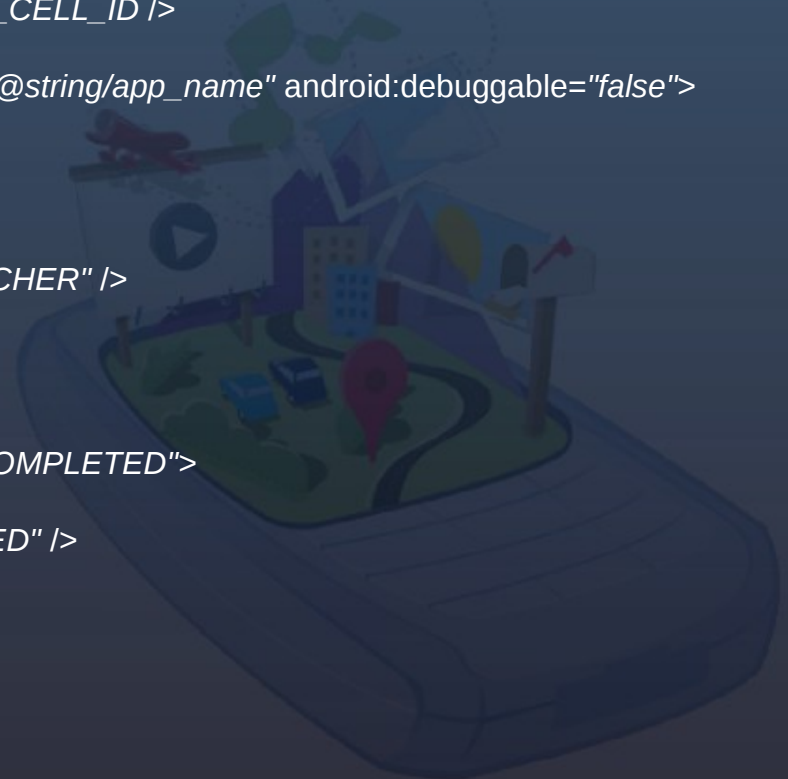 _CELL_ID />
@string/app_name" android:debuggable="false">
CHER" />
OMPLETED">
ED" />